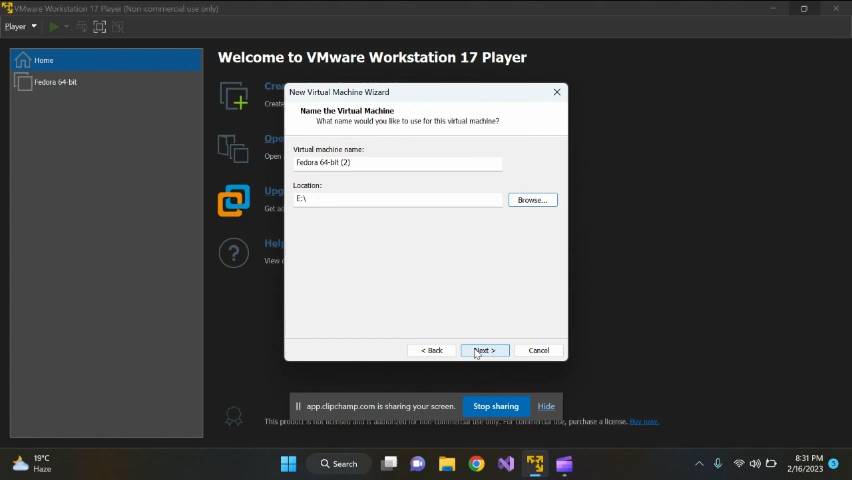 VMware Workstation 17 Player (Non-commercial use only)
Player
Home
Fedora 64-bit
Welcome to VMware Workstation 17 Player
New Virtual Machine Wizard
Name the Virtual Machine
What name would you like to use for this virtual machine?
Virtual machine name:
Fedora 64-bit (2)
Location:
E:\
Browse...
Open
Help
< Back
Next >
Cancel
app.clipchamp.com is sharing your screen.
Stop sharing
Hide
This product is not licensed and is authorized for non-commercial use only. For commercial use, purchase a license. Buy now.
19°C
Haze
Search
8:31 PM
2/16/2023